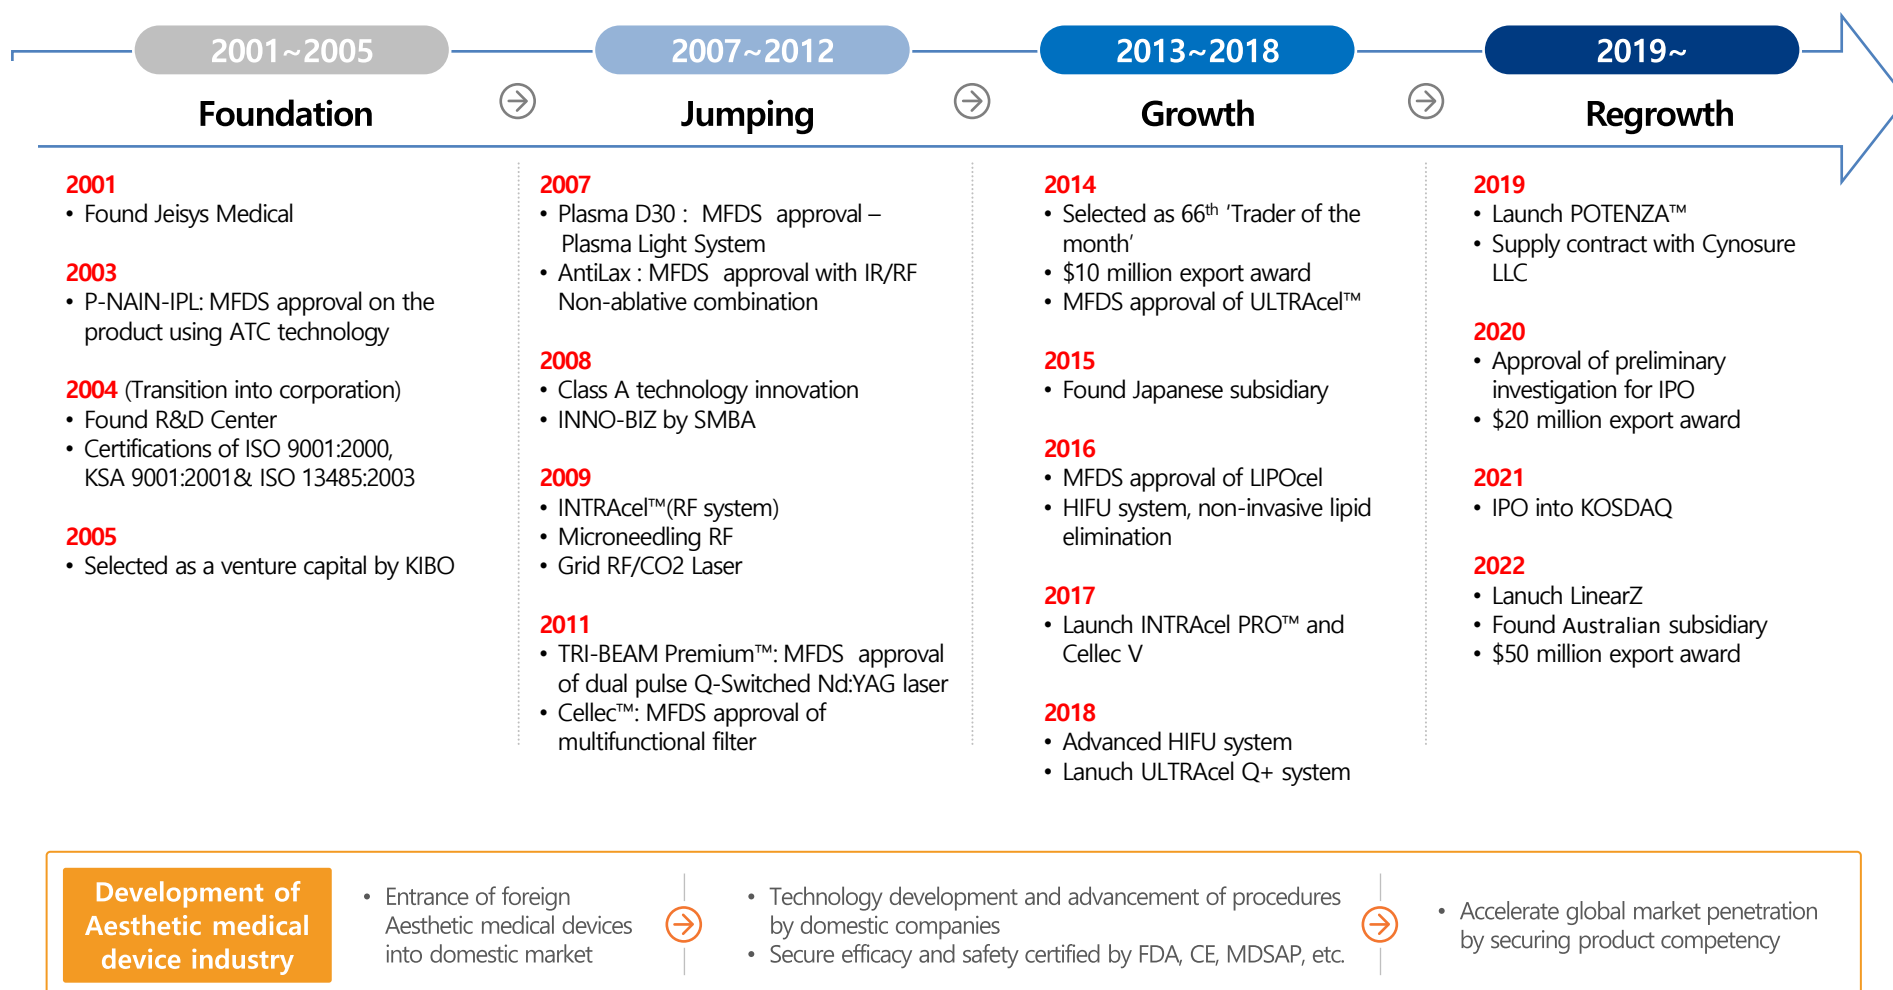 2001~2005
Foundation
2007~2012
Jumping
2013~2018
Growth
2019~
Regrowth
2001
• Found Jeisys Medical
2003
• P-NAIN-IPL: MFDS approval on the
product using ATC technology
2004 (Transition into corporation)
• Found R&D Center
• Certifications of ISO 9001:2000,
KSA 9001:2001& ISO 13485:2003
2005
• Selected as a venture capital by KIBO
2007
• Plasma D30 : MFDS approval –
Plasma Light System
• AntiLax : MFDS approval with IR/RF
Non-ablative combination
2008
• Class A technology innovation
• INNO-BIZ by SMBA
2009
• INTRAcel™(RF system)
• Microneedling RF
• Grid RF/CO2 Laser
2011
• TRI-BEAM Premium™: MFDS approval
of dual pulse Q-Switched Nd:YAG laser
• Cellec™: MFDS approval of
multifunctional filter
2014
• Selected as 66th ‘Trader of the
month’
• $10 million export award
• MFDS approval of ULTRAcel™
2015
• Found Japanese subsidiary
2016
• MFDS approval of LIPOcel
• HIFU system, non-invasive lipid
elimination
2017
• Launch INTRAcel PRO™ and
Cellec V
2018
• Advanced HIFU system
• Lanuch ULTRAcel Q+ system
2019
• Launch POTENZA™
• Supply contract with Cynosure
LLC
2020
• Approval of preliminary
investigation for IPO
• $20 million export award
2021
• IPO into KOSDAQ
2022
• Lanuch LinearZ
• Found Australian subsidiary
• $50 million export award
Development of
Aesthetic medical
device industry
• Entrance of foreign
Aesthetic medical devices
into domestic market
• Technology development and advancement of procedures
by domestic companies
• Secure efficacy and safety certified by FDA, CE, MDSAP, etc.
• Accelerate global market penetration
by securing product competency